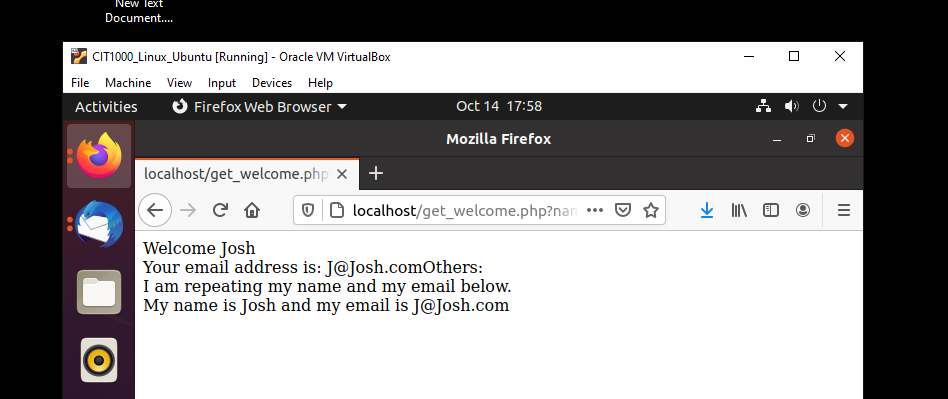 New Text
Document....
CIT1000_Linux_Ubuntu [Running] - Oracle VM VirtualBox
File Machine View Input Devices Help
Activities Firefox Web Browser Oct 14 17:58
Mozilla Firefox
localhost/get_welcome.php
localhost/get_welcome.php?nam
Welcome Josh
Your email address is: J@Josh.comOthers:
I am repeating my name and my email below.
My name is Josh and my email is J@Josh.com